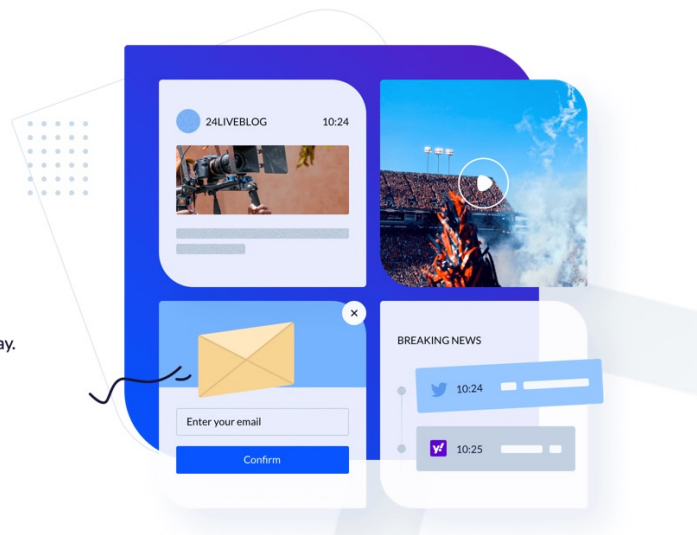 24LIVEBLOG 10:24
ay.
BREAKING NEWS
10:24
10:25
Enter your email
Confirm